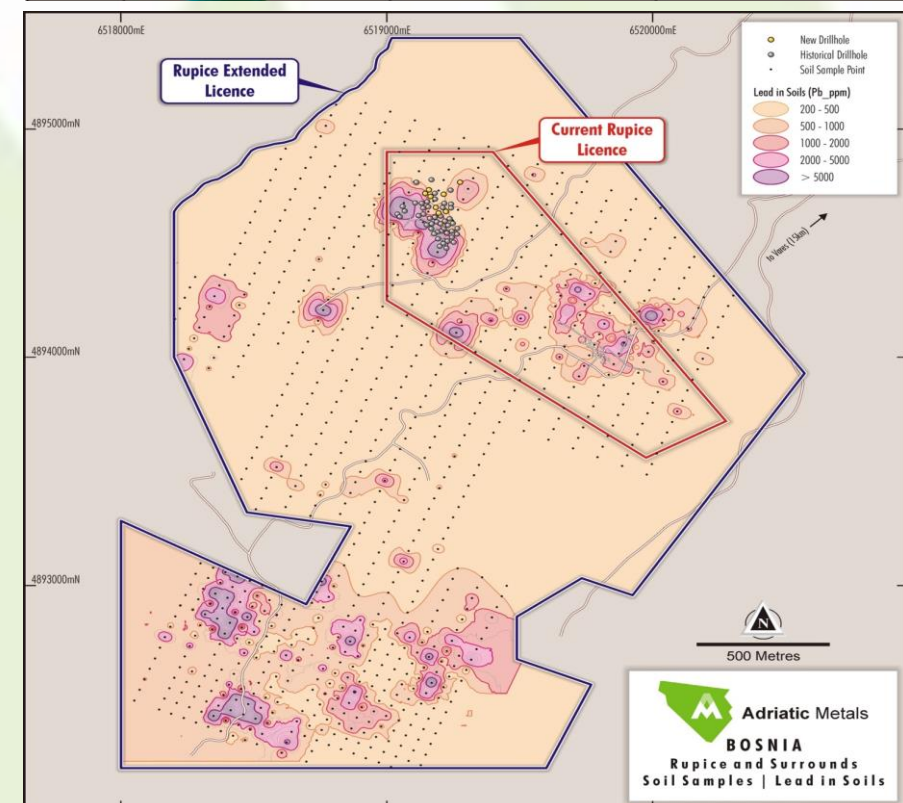 6518000mE
6519000mE
6520000mE
4895000mN
4894000mN
4893000mN
Rupice Extended
Licence
Current Rupice
Licence
New Drillhole
Historical Drillhole
Soil Sample Point
Lead in Soils (Pb_ppm)
200 - 500
500 - 1000
1000 - 2000
2000 - 5000
> 5000
to Vares (15km)
N
500 Metres
Adriatic Metals
BOSNIA
Rupice and Surrounds
Soil Samples | Lead in Soils